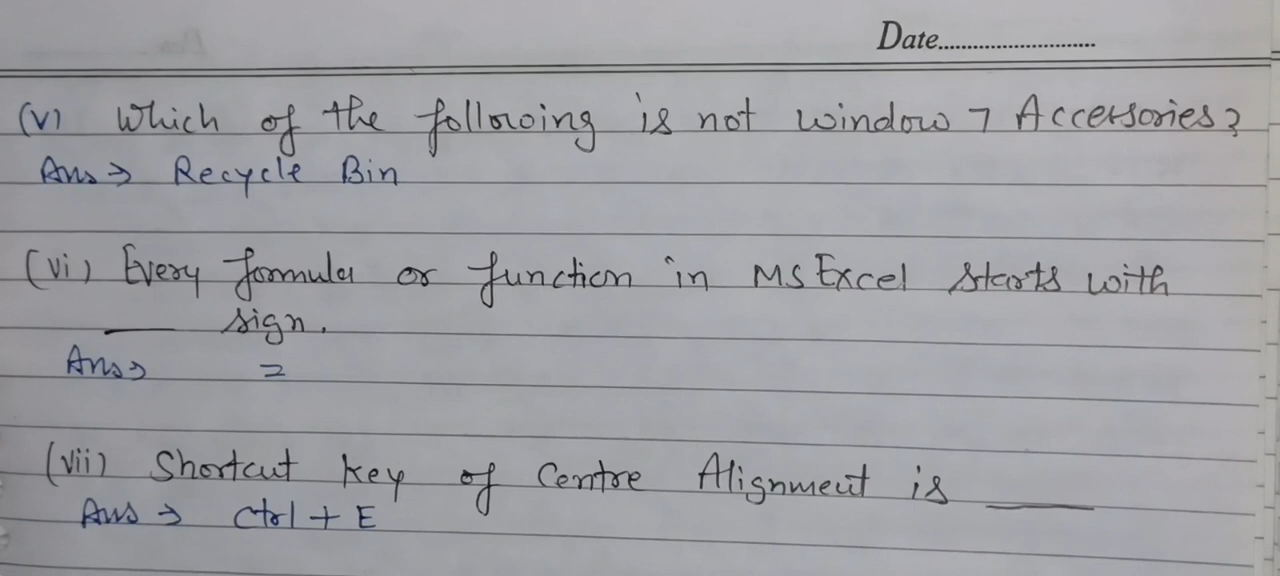 Date............................
(v) Which of the following is not window 7 Accessories?
Ans → Recycle Bin
(vi) Every formula or function in MS Excel starts with
___ sign.
Ans → =
(vii) Shortcut key of Centre Alignment is ___
Ans → Ctrl + E